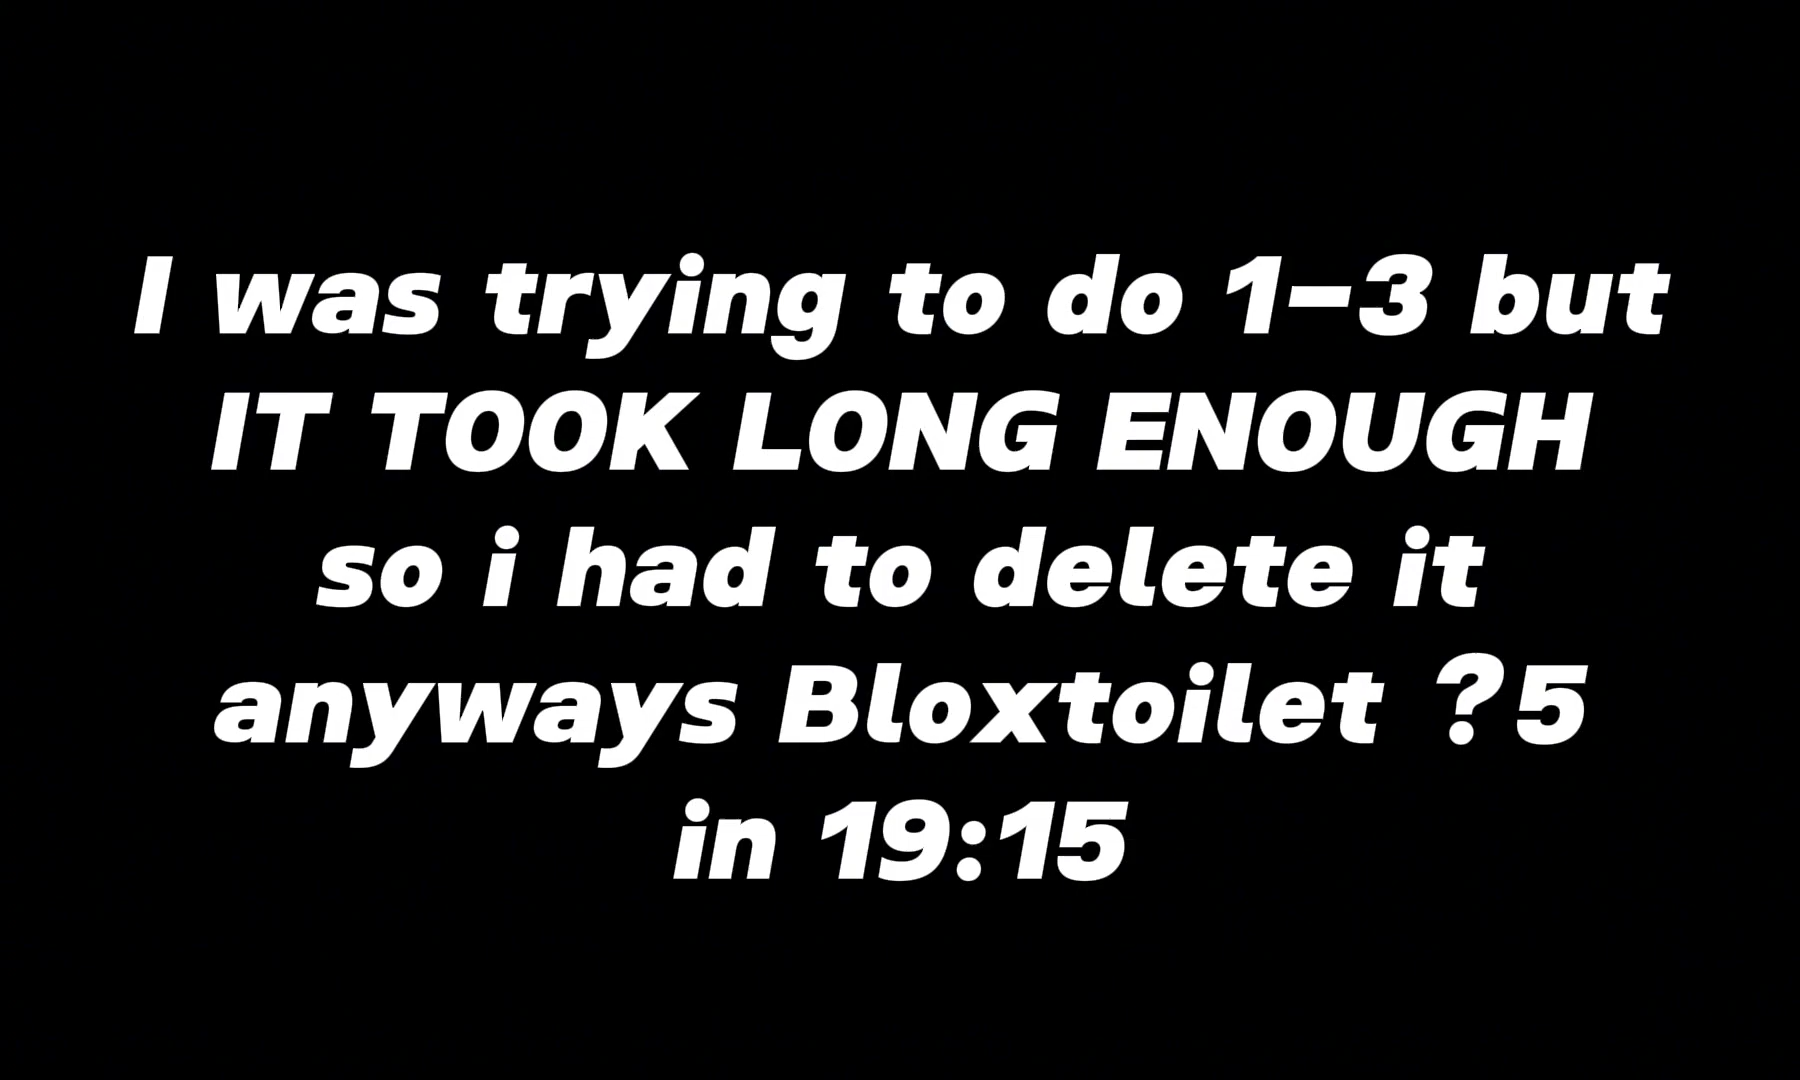 I was trying to do 1-3 but
IT TOOK LONG ENOUGH
so i had to delete it
anyways Bloxtoilet ?5
in 19:15